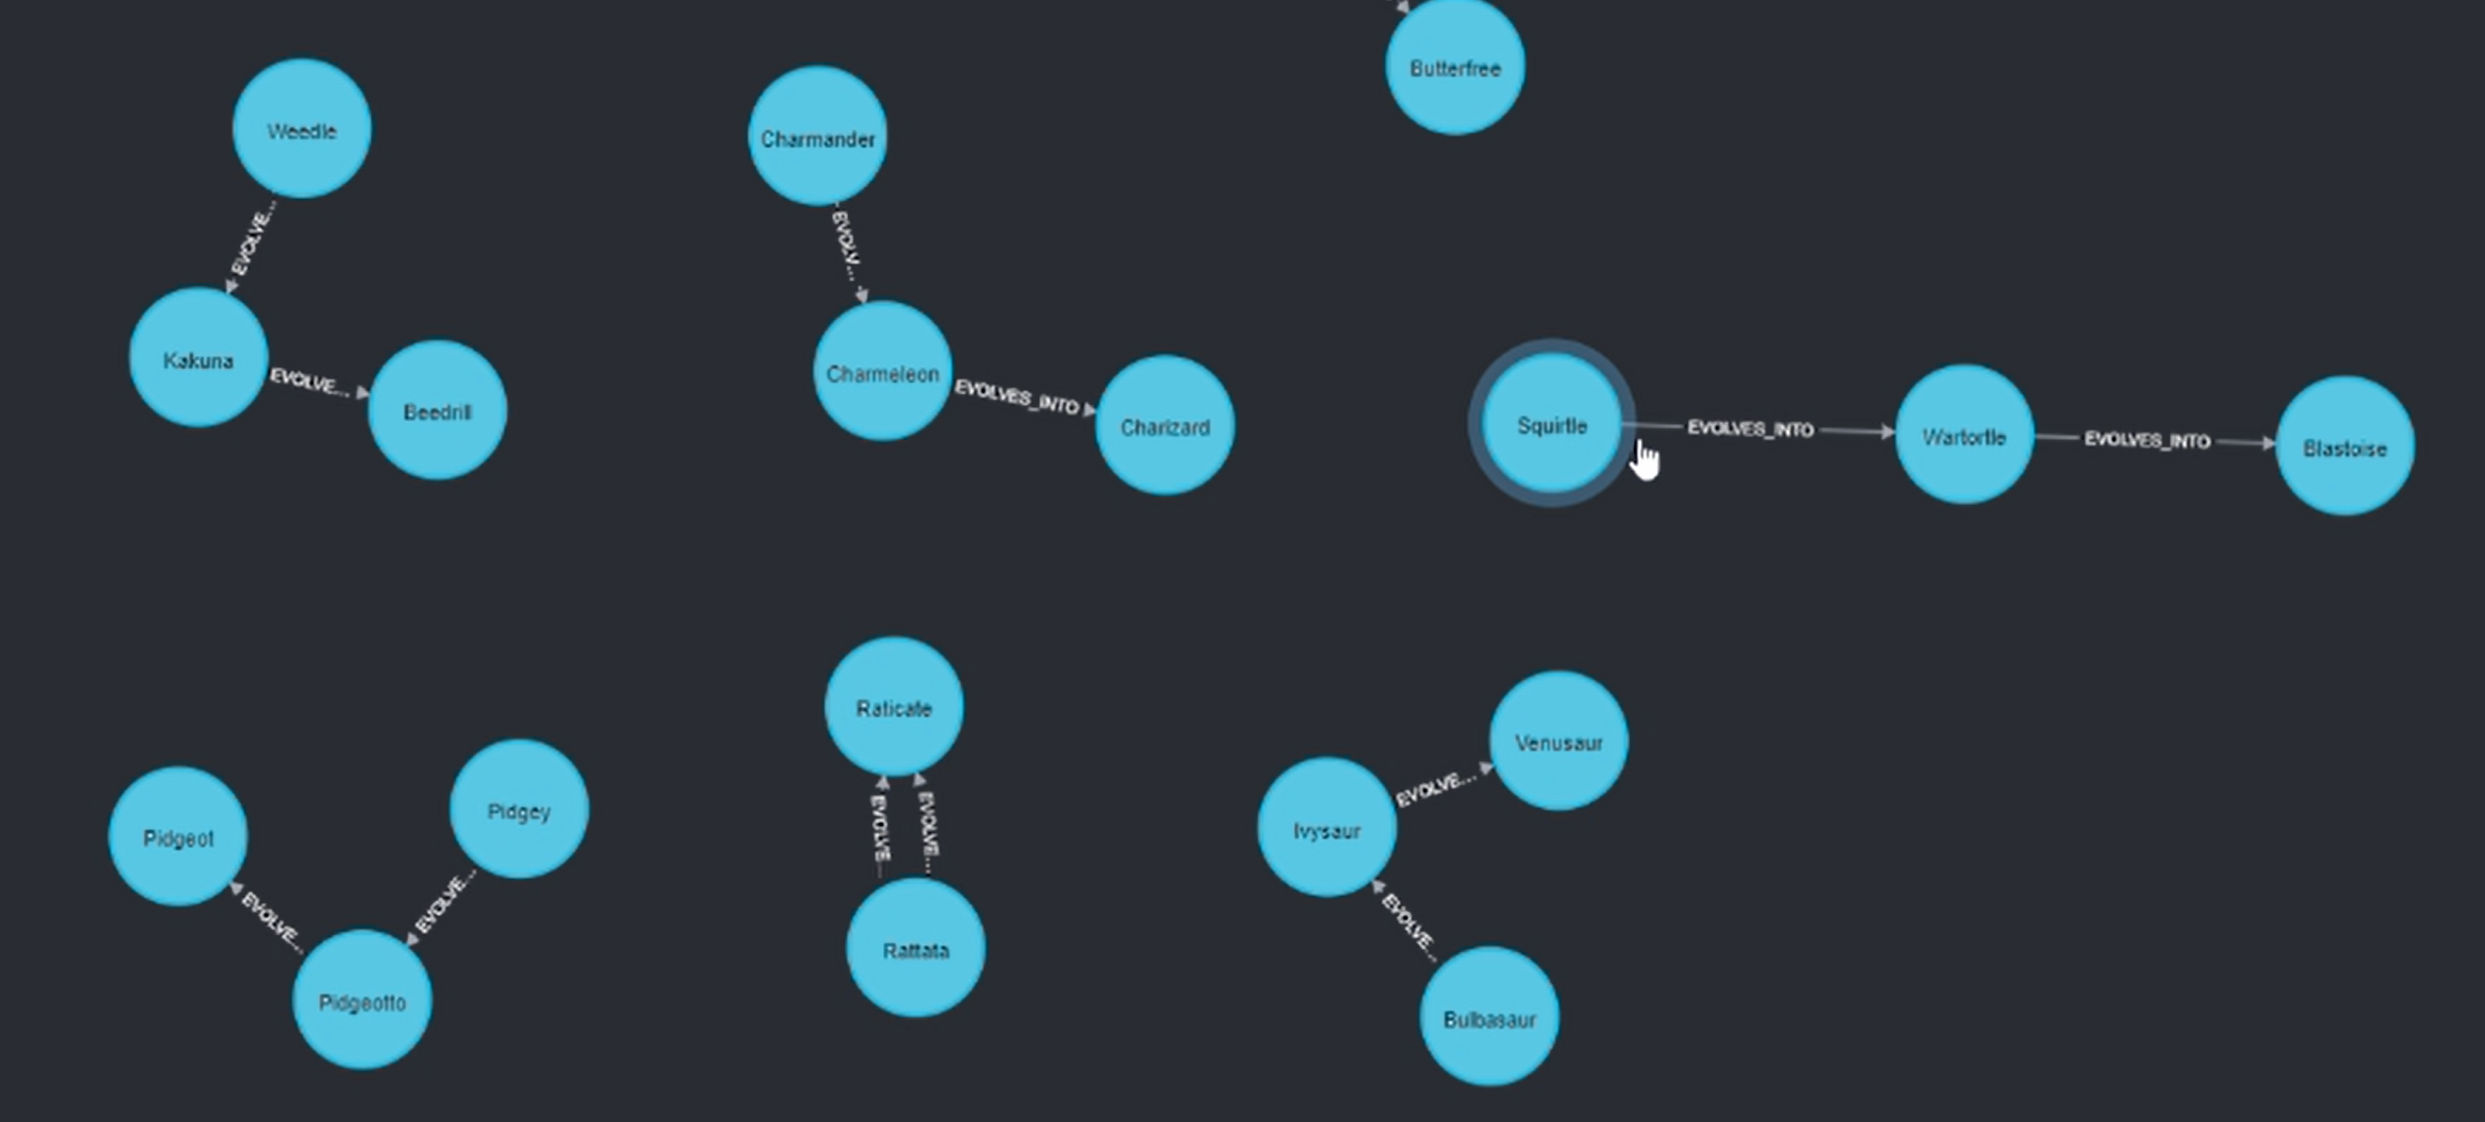 Butterfree
Weedle
Charmander
EVOLVE...
EVOLV...
Kakuna
EVOLVE...
Beedrill
Charmeleon
EVOLVES_INTO
Charizard
Squirtle
EVOLVES_INTO
Wartortle
EVOLVES_INTO
Blastoise
Raticate
Venusaur
EVOLVE...
Ivysaur
Pidgey
Pidgeot
EVOLVE...
EVOLVE...
EVOLVE...
EVOLVE...
EVOLVE...
Rattata
Pidgeotto
Bulbasaur